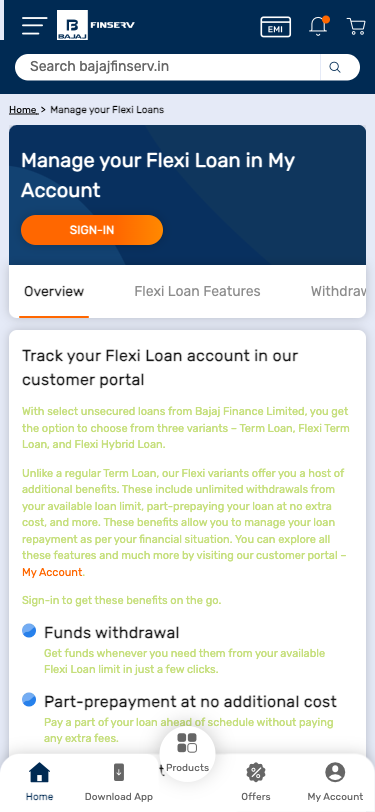 B
BAJAJ
FINSERV
EMI
Search bajajfinserv.in
Home > Manage your Flexi Loans
Manage your Flexi Loan in My
Account
SIGN-IN
Overview Flexi Loan Features Withdraw
Track your Flexi Loan account in our
customer portal
With select unsecured loans from Bajaj Finance Limited, you get
the option to choose from three variants – Term Loan, Flexi Term
Loan, and Flexi Hybrid Loan.
Unlike a regular Term Loan, our Flexi variants offer you a host of
additional benefits. These include unlimited withdrawals from
your available loan limit, part-prepaying your loan at no extra
cost, and more. These benefits allow you to manage your loan
repayment as per your financial situation. You can explore all
these features and much more by visiting our customer portal –
My Account.
Sign-in to get these benefits on the go.
Funds withdrawal
Get funds whenever you need them from your available
Flexi Loan limit in just a few clicks.
Part-prepayment at no additional cost
Pay a part of your loan ahead of schedule without paying
any extra fees.
Home Download App Products Offers My Account